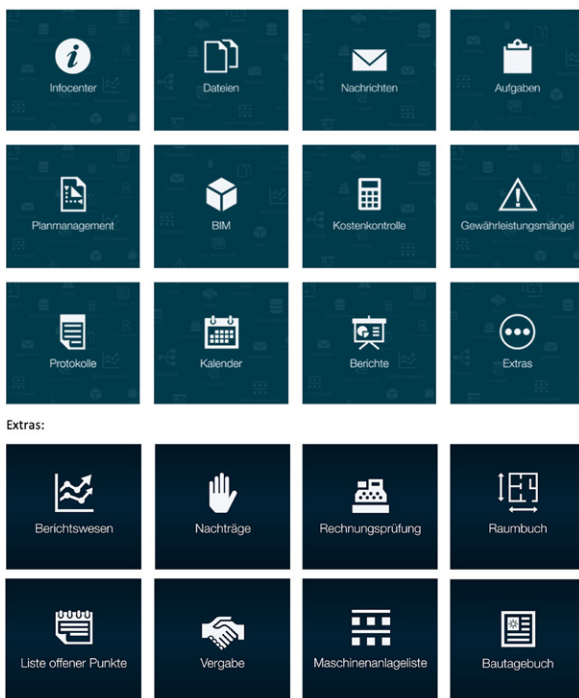 Infocenter
Dateien
Nachrichten
Aufgaben
Planmanagement
BIM
Kostenkontrolle
Gewährleistungsmängel
Protokolle
Kalender
Berichte
Extras
Extras:
Berichtswesen
Nachträge
Rechnungsprüfung
Raumbuch
Liste offener Punkte
Vergabe
Maschinenanlageliste
Bautagebuch